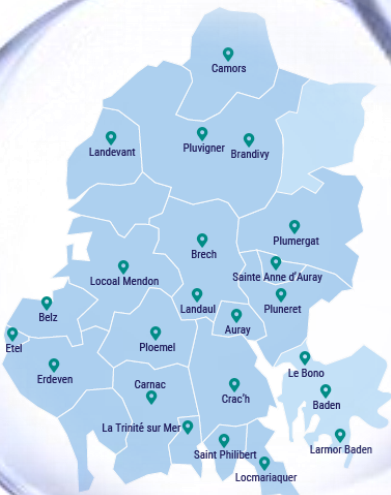 Camors
Landevant
Pluvigner
Brandivy
Plumergat
Brech
Sainte Anne d'Auray
Locoal Mendon
Landaul
Pluneret
Belz
Auray
Etel
Ploemel
Le Bono
Erdeven
Carnac
Crac'h
Baden
La Trinité sur Mer
Saint Philibert
Larmor Baden
Locmariaquer